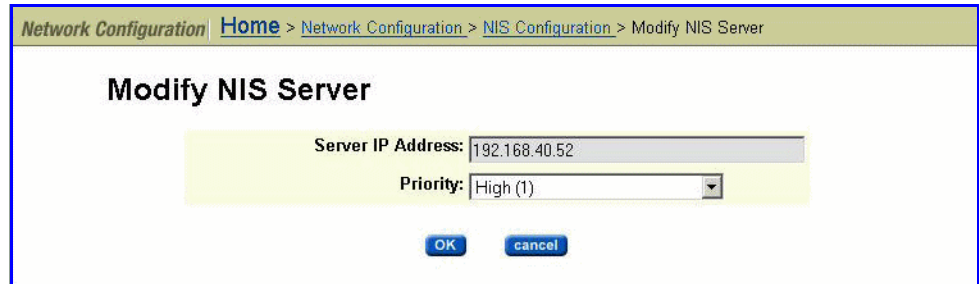 Network Configuration Home > Network Configuration > NIS Configuration > Modify NIS Server
Modify NIS Server
Server IP Address: 192.168.40.52
Priority: High (1)
OK cancel